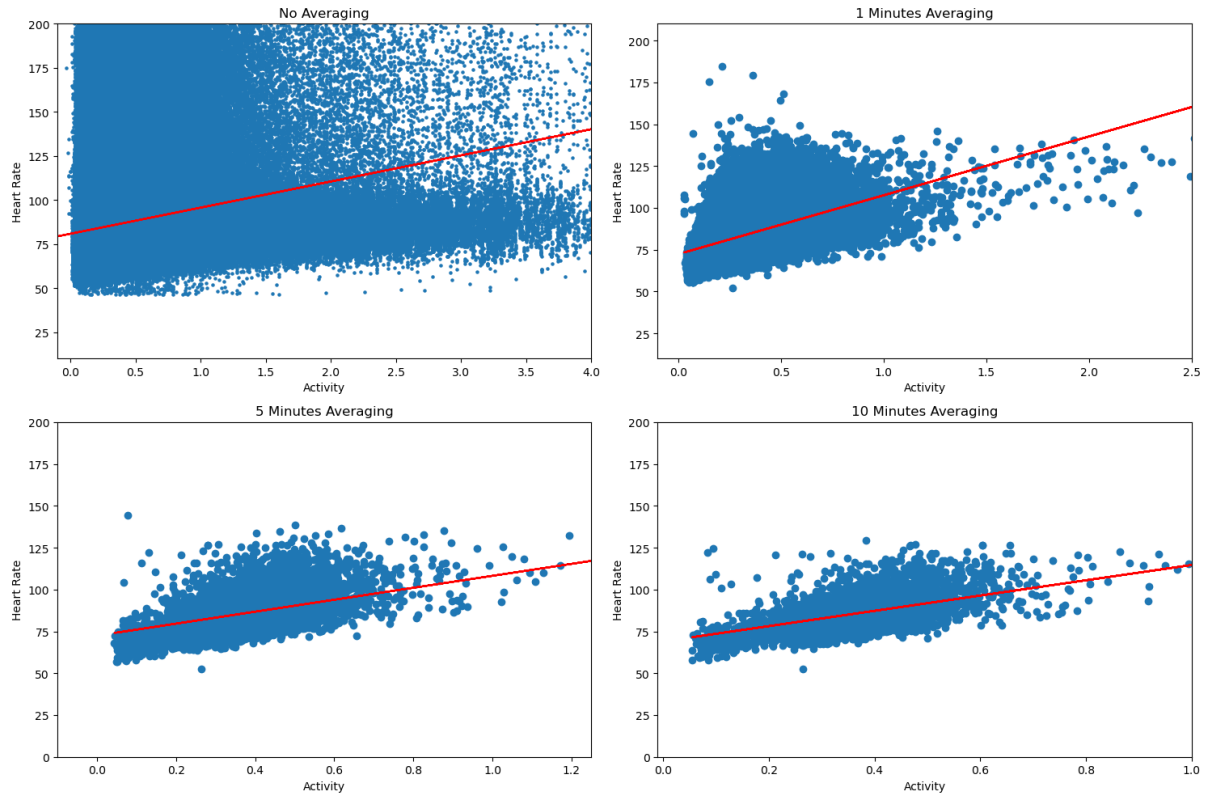 No Averaging
200
175
150
125
100
75
50
25
Heart Rate
0.0 0.5 1.0 1.5 2.0 2.5 3.0 3.5 4.0
Activity
1 Minutes Averaging
200
175
150
125
100
75
50
25
Heart Rate
0.0 0.5 1.0 1.5 2.0 2.5
Activity
5 Minutes Averaging
200
175
150
125
100
75
50
25
0
Heart Rate
0.0 0.2 0.4 0.6 0.8 1.0 1.2
Activity
10 Minutes Averaging
200
175
150
125
100
75
50
25
0
Heart Rate
0.0 0.2 0.4 0.6 0.8 1.0
Activity